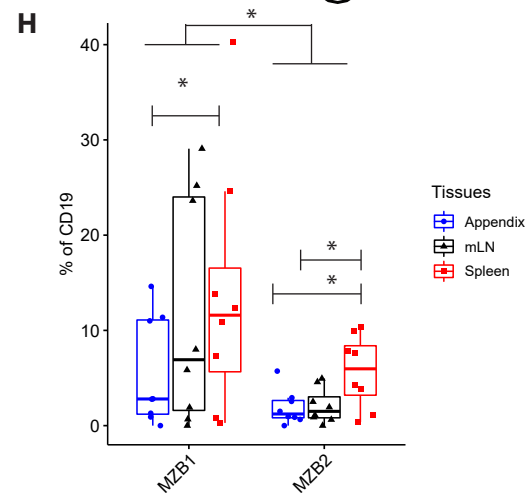 H
*
*
*
*
% of CD19
40
30
20
10
0
MZB1
MZB2
Tissues
Appendix
mLN
Spleen